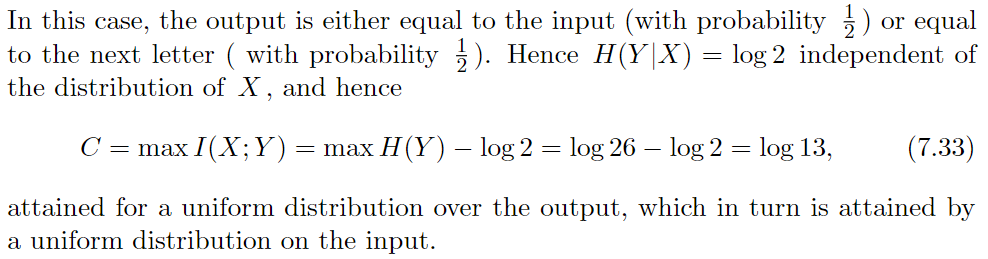 In this case, the output is either equal to the input (with probability 1/2) or equal
to the next letter ( with probability 1/2). Hence H(Y|X) = log 2 independent of
the distribution of X , and hence
C = max I(X; Y) = max H(Y) − log 2 = log 26 − log 2 = log 13, (7.33)
attained for a uniform distribution over the output, which in turn is attained by
a uniform distribution on the input.